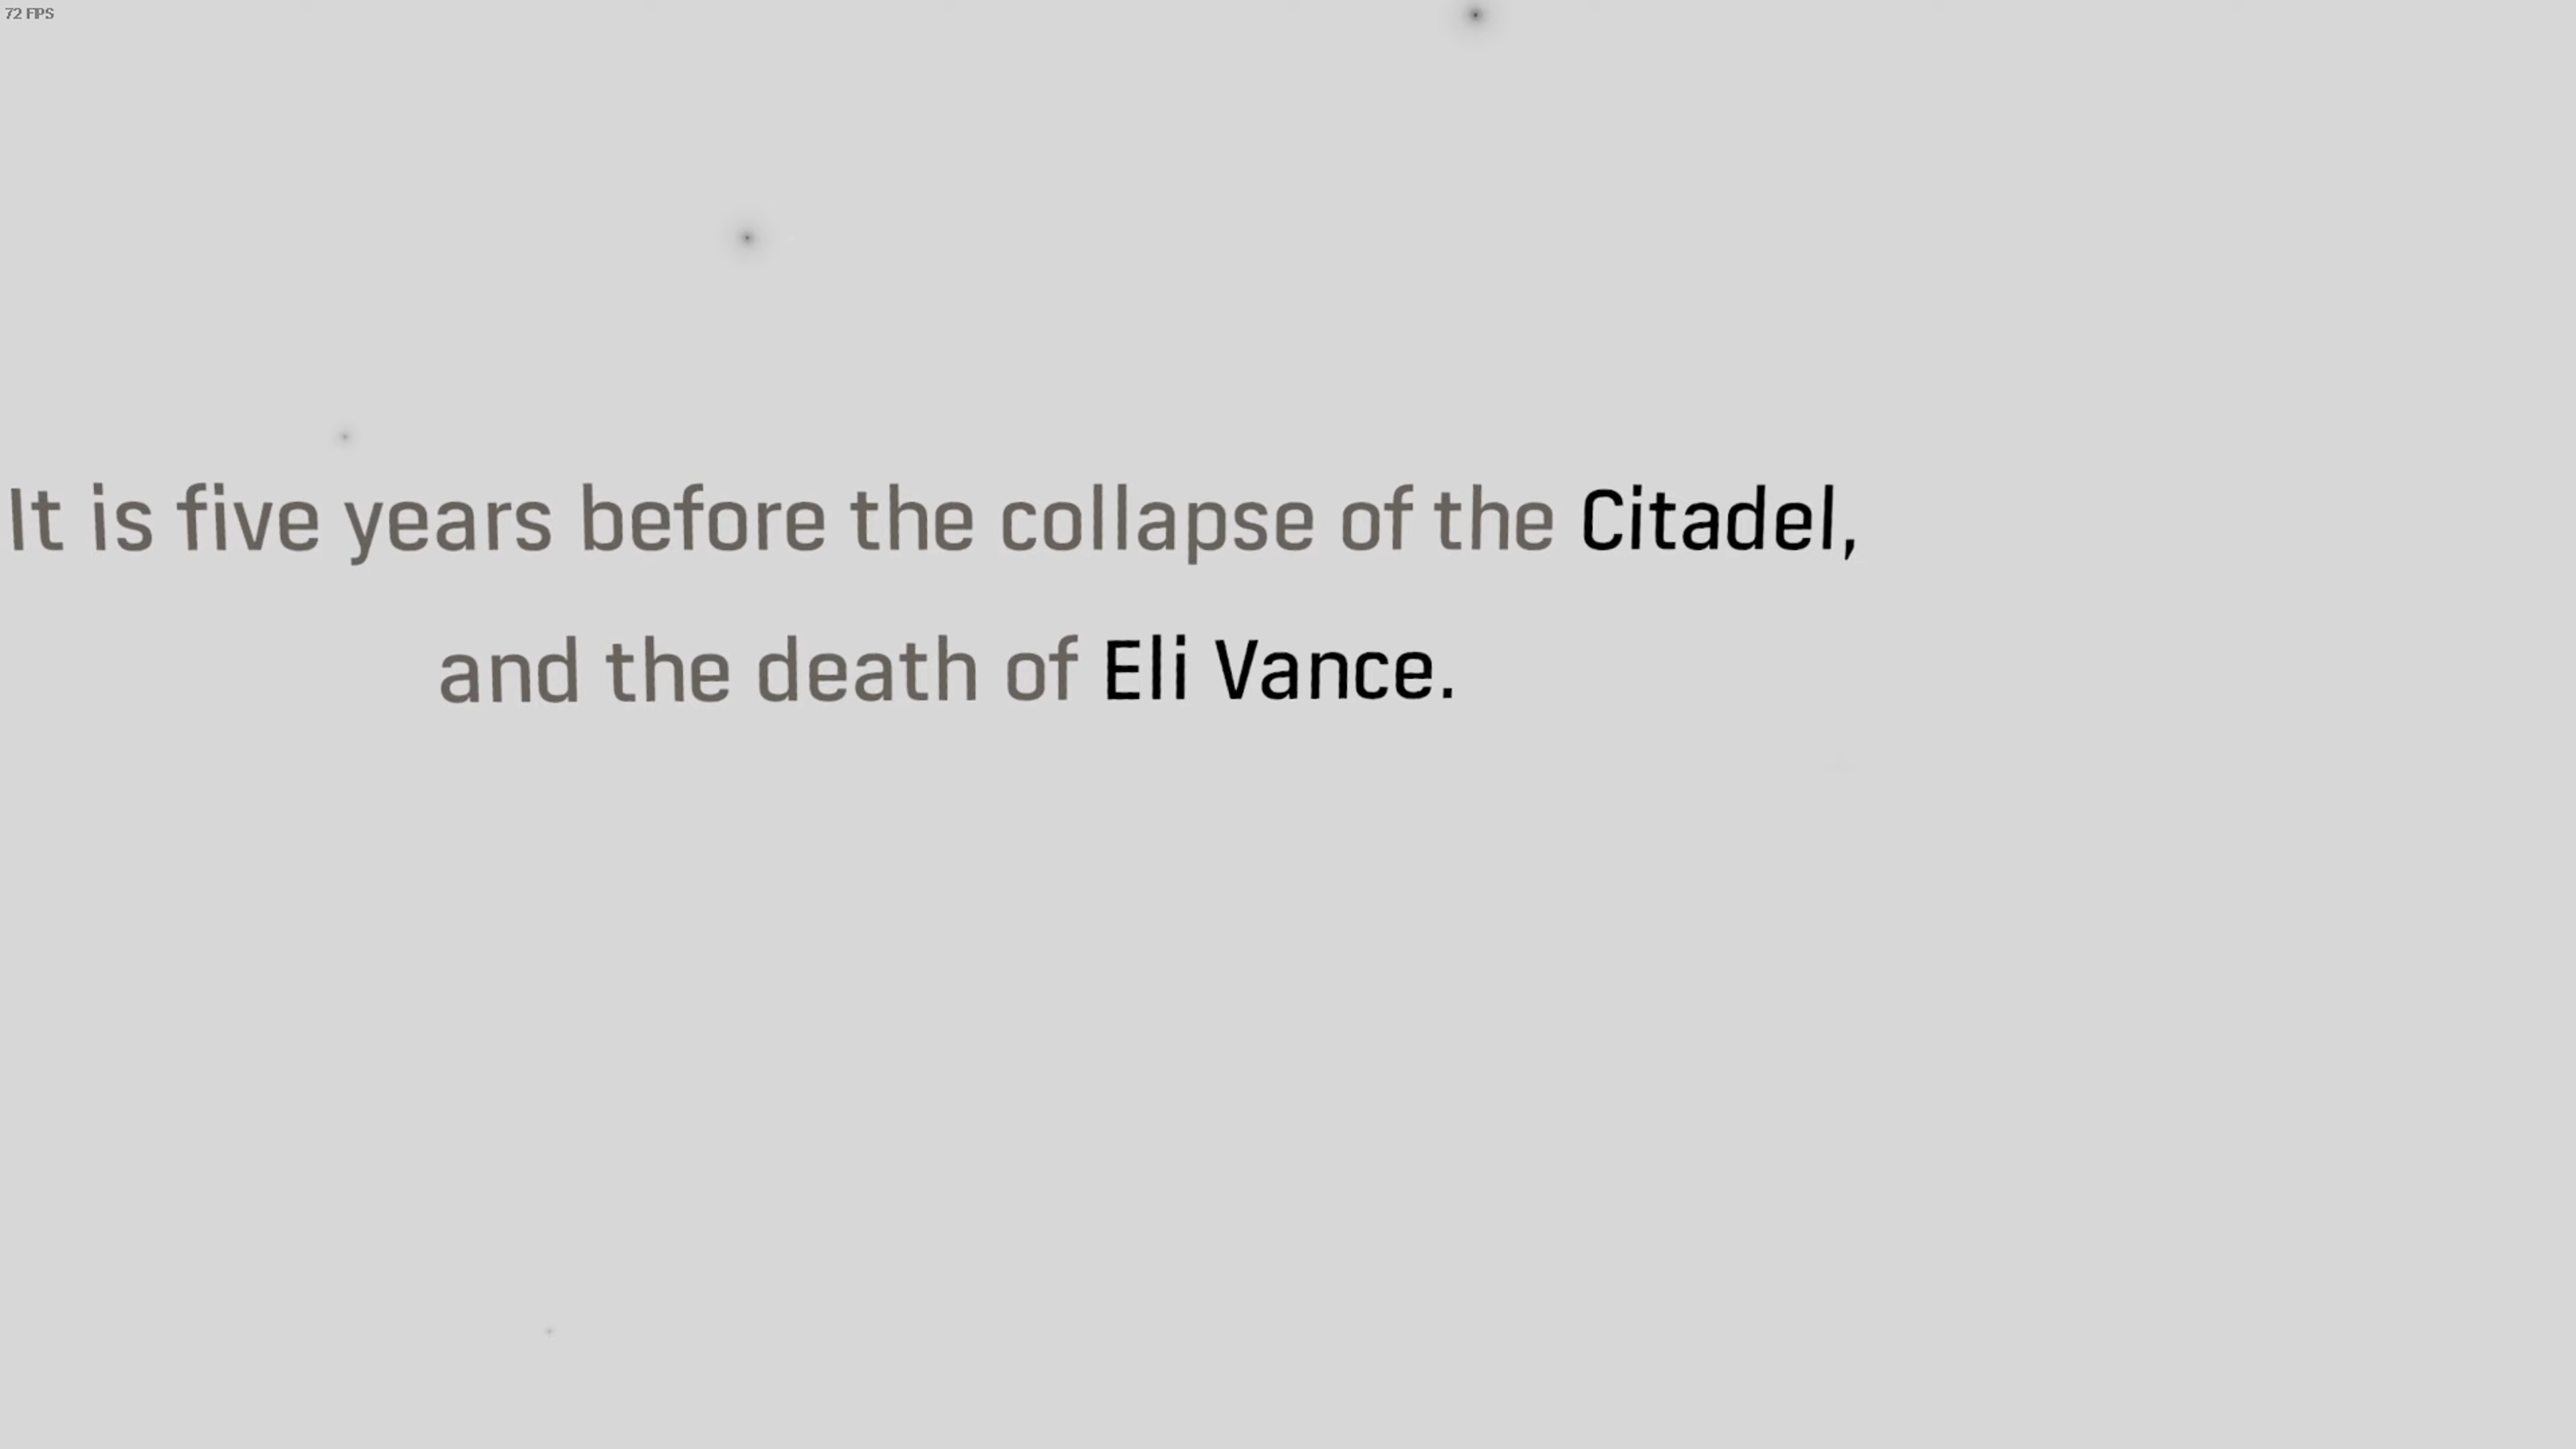 72 FPS
It is five years before the collapse of the Citadel,
and the death of Eli Vance.